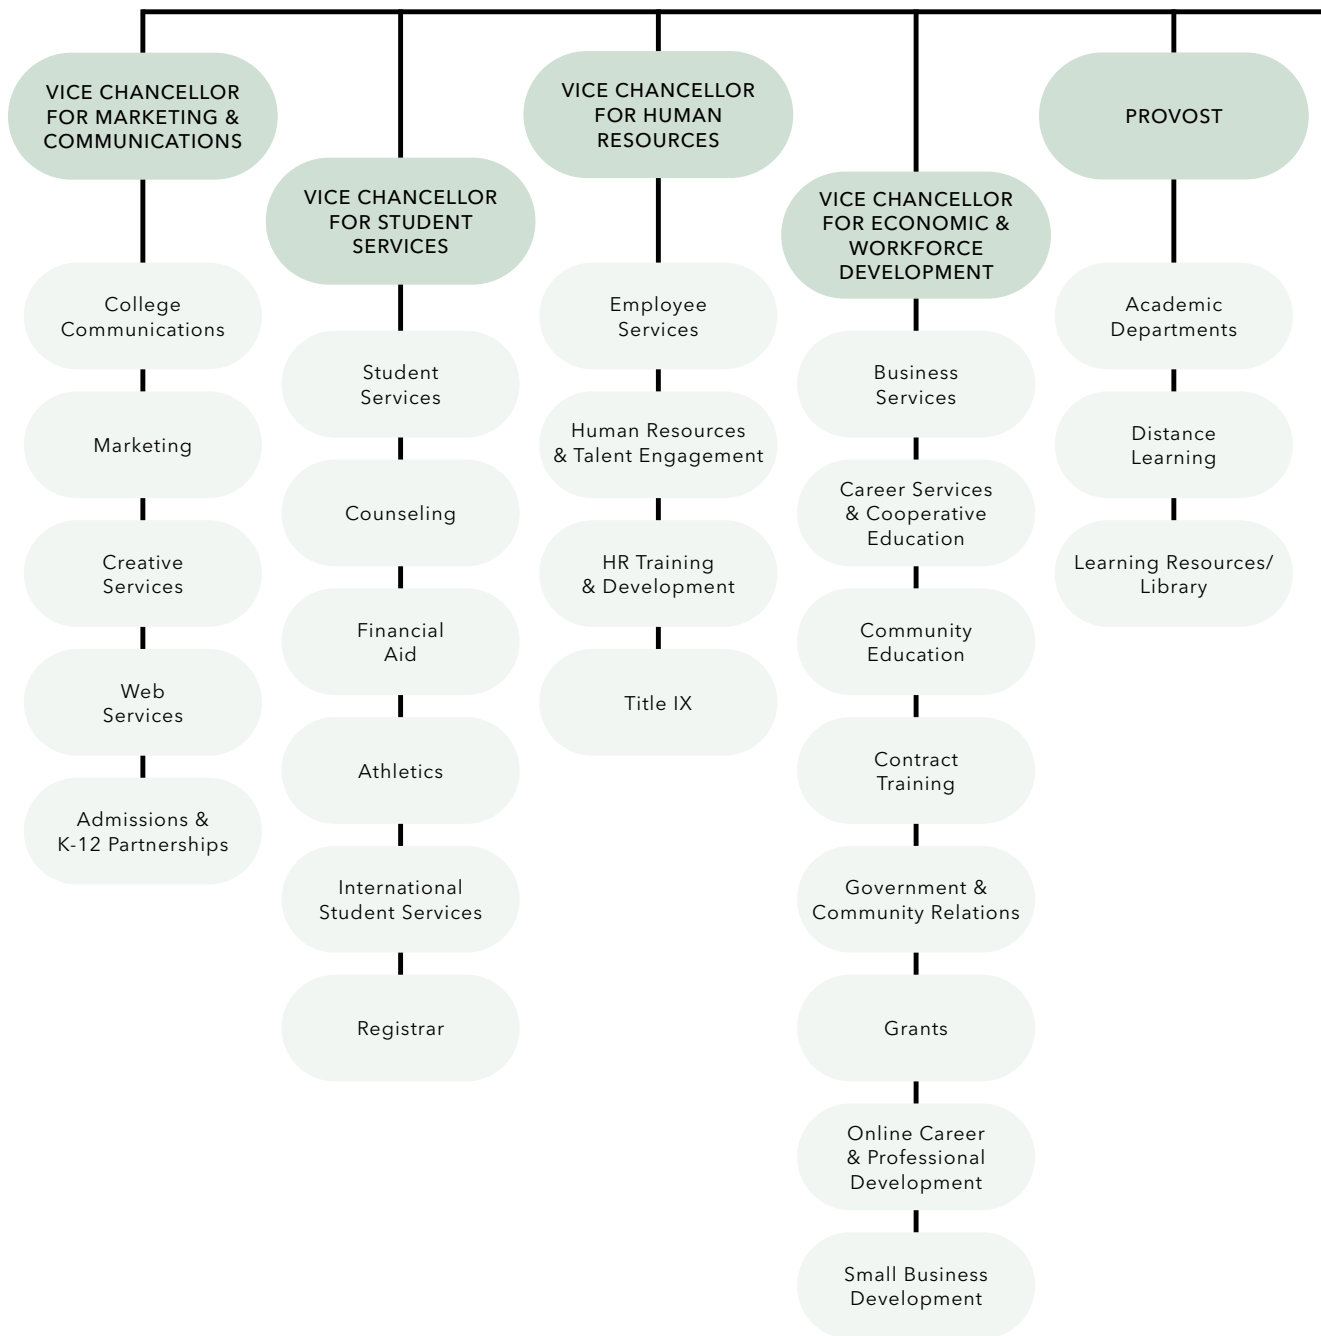 VICE CHANCELLOR
FOR MARKETING &
COMMUNICATIONS
College
Communications
Marketing
Creative
Services
Web
Services
Admissions &
K-12 Partnerships
VICE CHANCELLOR
FOR STUDENT
SERVICES
Student
Services
Counseling
Financial
Aid
Athletics
International
Student Services
Registrar
VICE CHANCELLOR
FOR HUMAN
RESOURCES
Employee
Services
Human Resources
& Talent Engagement
HR Training
& Development
Title IX
VICE CHANCELLOR
FOR ECONOMIC &
WORKFORCE
DEVELOPMENT
Business
Services
Career Services
& Cooperative
Education
Community
Education
Contract
Training
Government &
Community Relations
Grants
Online Career
& Professional
Development
Small Business
Development
PROVOST
Academic
Departments
Distance
Learning
Learning Resources/
Library